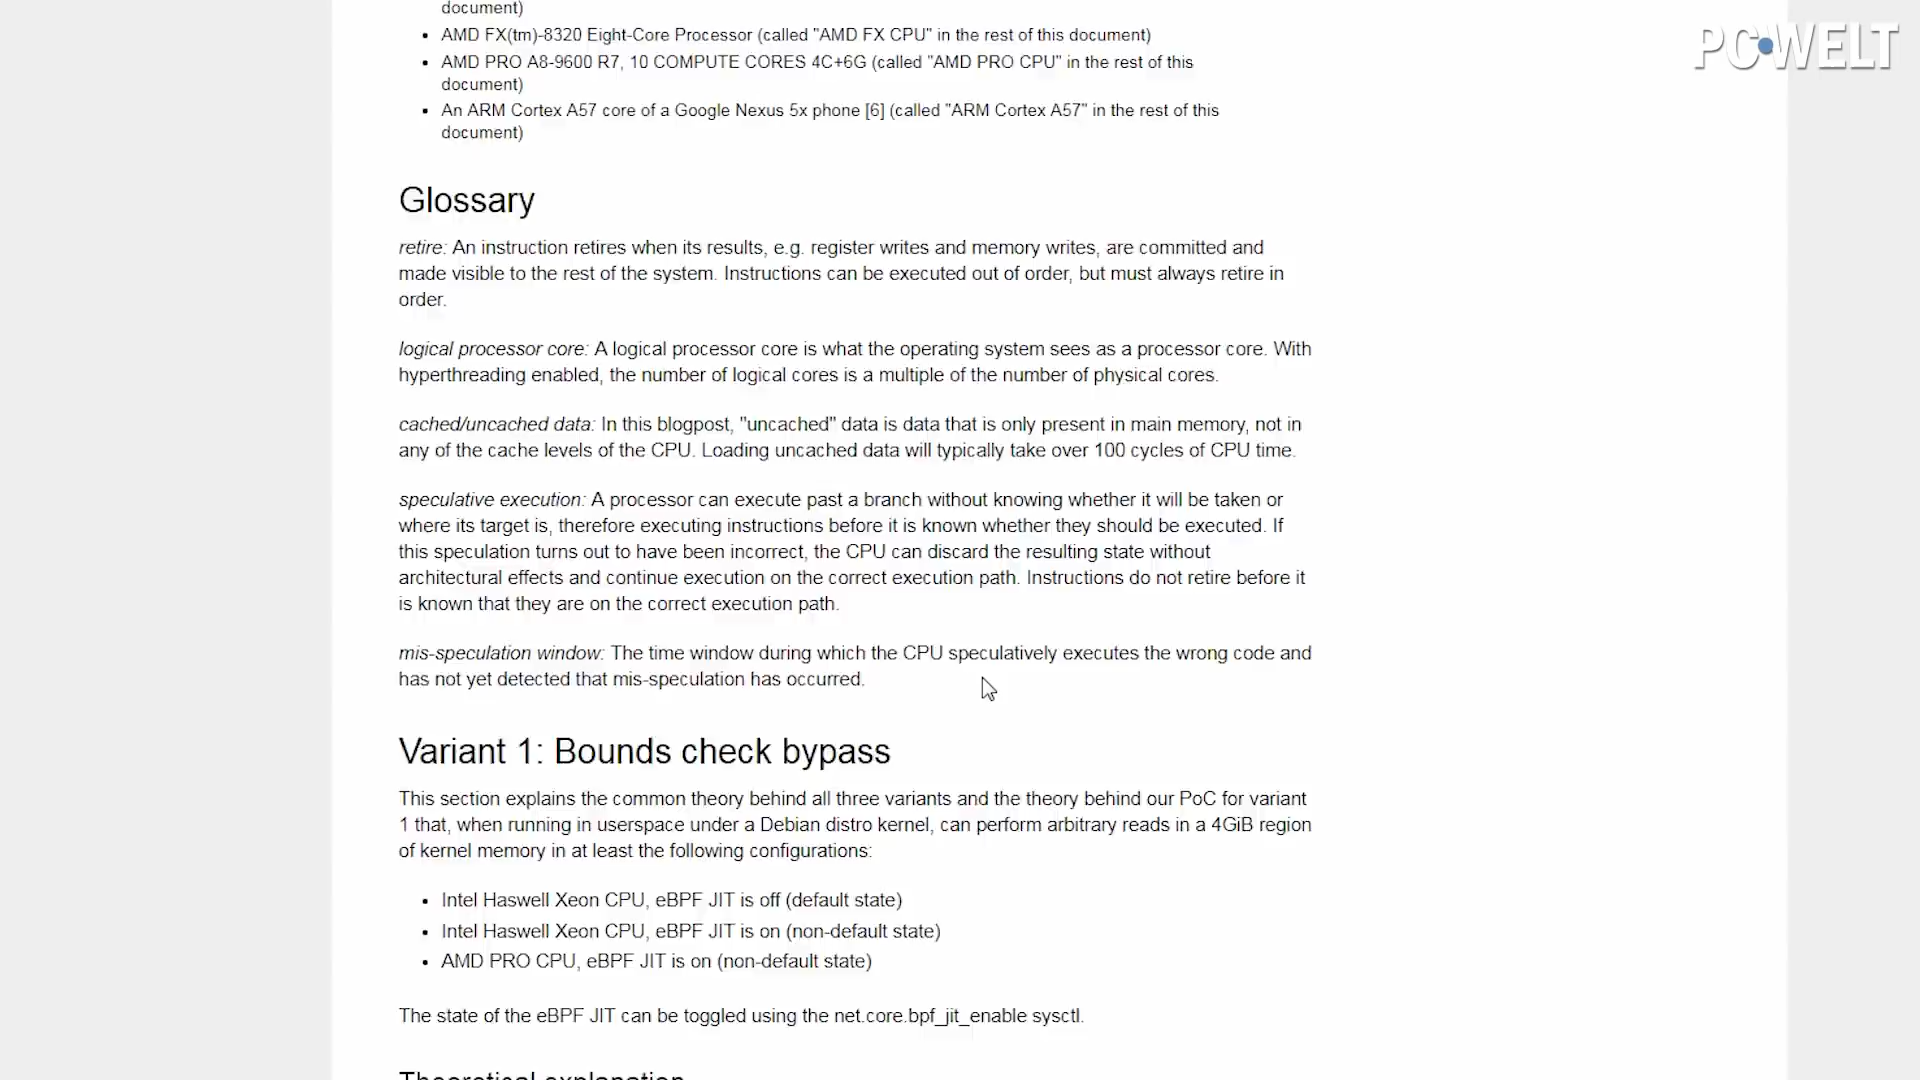 document)
• AMD FX(tm)-8320 Eight-Core Processor (called "AMD FX CPU" in the rest of this document)
• AMD PRO A8-9600 R7, 10 COMPUTE CORES 4C+6G (called "AMD PRO CPU" in the rest of this
document)
• An ARM Cortex A57 core of a Google Nexus 5x phone [6] (called "ARM Cortex A57" in the rest of this
document)
PC WELT
Glossary
retire: An instruction retires when its results, e.g. register writes and memory writes, are committed and
made visible to the rest of the system. Instructions can be executed out of order, but must always retire in
order.
logical processor core: A logical processor core is what the operating system sees as a processor core. With
hyperthreading enabled, the number of logical cores is a multiple of the number of physical cores.
cached/uncached data: In this blogpost, "uncached" data is data that is only present in main memory, not in
any of the cache levels of the CPU. Loading uncached data will typically take over 100 cycles of CPU time.
speculative execution: A processor can execute past a branch without knowing whether it will be taken or
where its target is, therefore executing instructions before it is known whether they should be executed. If
this speculation turns out to have been incorrect, the CPU can discard the resulting state without
architectural effects and continue execution on the correct execution path. Instructions do not retire before it
is known that they are on the correct execution path.
mis-speculation window: The time window during which the CPU speculatively executes the wrong code and
has not yet detected that mis-speculation has occurred.
Variant 1: Bounds check bypass
This section explains the common theory behind all three variants and the theory behind our PoC for variant
1 that, when running in userspace under a Debian distro kernel, can perform arbitrary reads in a 4GiB region
of kernel memory in at least the following configurations:
• Intel Haswell Xeon CPU, eBPF JIT is off (default state)
• Intel Haswell Xeon CPU, eBPF JIT is on (non-default state)
• AMD PRO CPU, eBPF JIT is on (non-default state)
The state of the eBPF JIT can be toggled using the net.core.bpf_jit_enable sysctl.
Theoretical explanation